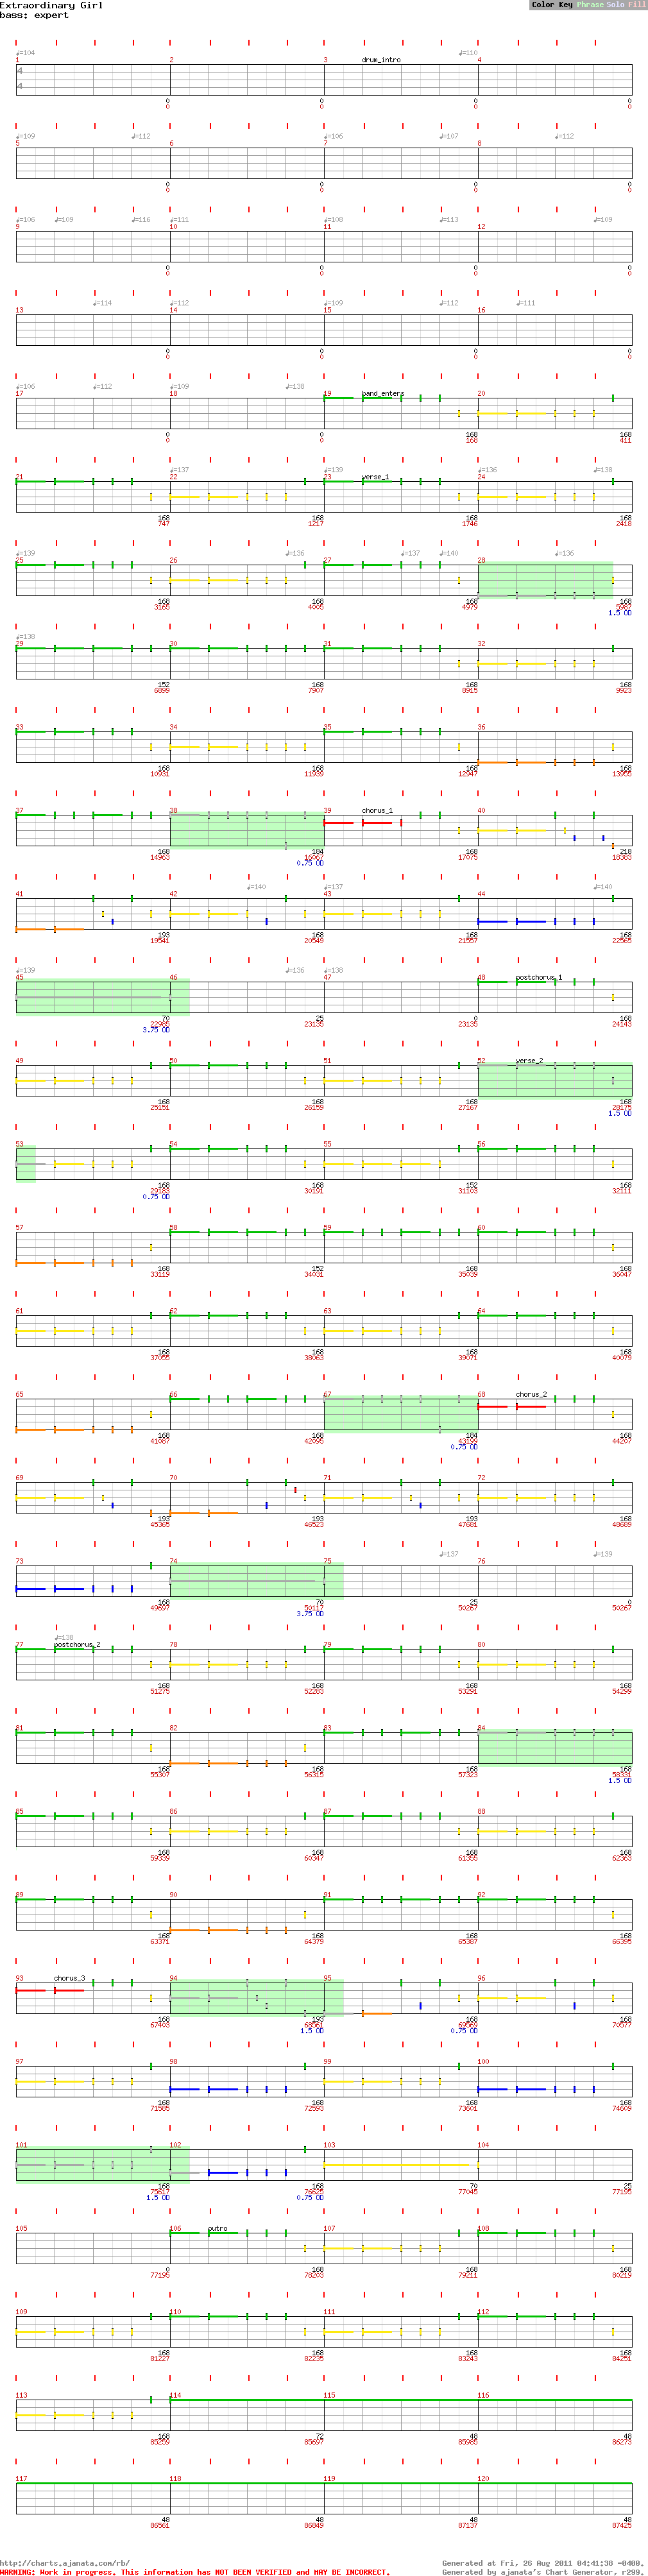 Extraordinary Girl
Color Key Phrase Solo Fill
bass: expert
♩=104 ♩=110
1 2 3 drum_intro 4
4
4
0 0 0 0
0 0 0 0
♩=109 ♩=112 ♩=106 ♩=107 ♩=112
5 6 7 8
0 0 0 0
0 0 0 0
♩=106 ♩=109 ♩=116 ♩=111 ♩=108 ♩=113 ♩=109
9 10 11 12
0 0 0 0
0 0 0 0
♩=114 ♩=112 ♩=109 ♩=112 ♩=111
13 14 15 16
0 0 0 0
0 0 0 0
♩=106 ♩=112 ♩=109 ♩=138
17 18 19 band_enters 20
0 0 168 168
0 0 168 411
♩=137 ♩=139 ♩=136 ♩=138
21 22 23 verse_1 24
168 168 168 168
747 1217 1746 2418
♩=139 ♩=136 ♩=137 ♩=140 ♩=136
25 26 27 28
168 168 168 168
3165 4005 4979 5987
1.5 OD
♩=138
29 30 31 32
152 168 168 168
6899 7907 8915 9923
33 34 35 36
168 168 168 168
10931 11939 12947 13955
37 38 39 chorus_1 40
168 184 168 218
14963 16067 17075 18383
0.75 OD
♩=140 ♩=137 ♩=140
41 42 43 44
193 168 168 168
19541 20549 21557 22565
♩=139 ♩=136 ♩=138
45 46 47 48 postchorus_1
70 25 0 168
22985 23135 23135 24143
3.75 OD
49 50 51 52 verse_2
168 168 168 168
25151 26159 27167 28175
1.5 OD
53 54 55 56
168 168 152 168
29183 30191 31103 32111
0.75 OD
57 58 59 60
168 152 168 168
33119 34031 35039 36047
61 62 63 64
168 168 168 168
37055 38063 39071 40079
65 66 67 68 chorus_2
168 168 184 168
41087 42095 43199 44207
0.75 OD
69 70 71 72
193 193 193 168
45365 46523 47681 48689
♩=137 ♩=139
73 74 75 76
168 70 25 0
49697 50117 50267 50267
3.75 OD
♩=138
77 postchorus_2 78 79 80
168 168 168 168
51275 52283 53291 54299
81 82 83 84
168 168 168 168
55307 56315 57323 58331
1.5 OD
85 86 87 88
168 168 168 168
59339 60347 61355 62363
89 90 91 92
168 168 168 168
63371 64379 65387 66395
93 chorus_3 94 95 96
168 193 168 168
67403 68561 69569 70577
1.5 OD 0.75 OD
97 98 99 100
168 168 168 168
71585 72593 73601 74609
101 102 103 104
168 168 70 25
75617 76625 77045 77195
1.5 OD 0.75 OD
105 106 outro 107 108
0 168 168 168
77195 78203 79211 80219
109 110 111 112
168 168 168 168
81227 82235 83243 84251
113 114 115 116
168 72 48 48
85259 85697 85985 86273
117 118 119 120
48 48 48 48
86561 86849 87137 87425
http://charts.ajanata.com/rb/ Generated at Fri, 26 Aug 2011 04:41:38 -0400.
WARNING: Work in progress. This information has NOT BEEN VERIFIED and MAY BE INCORRECT. Generated by ajanata's Chart Generator, r299.